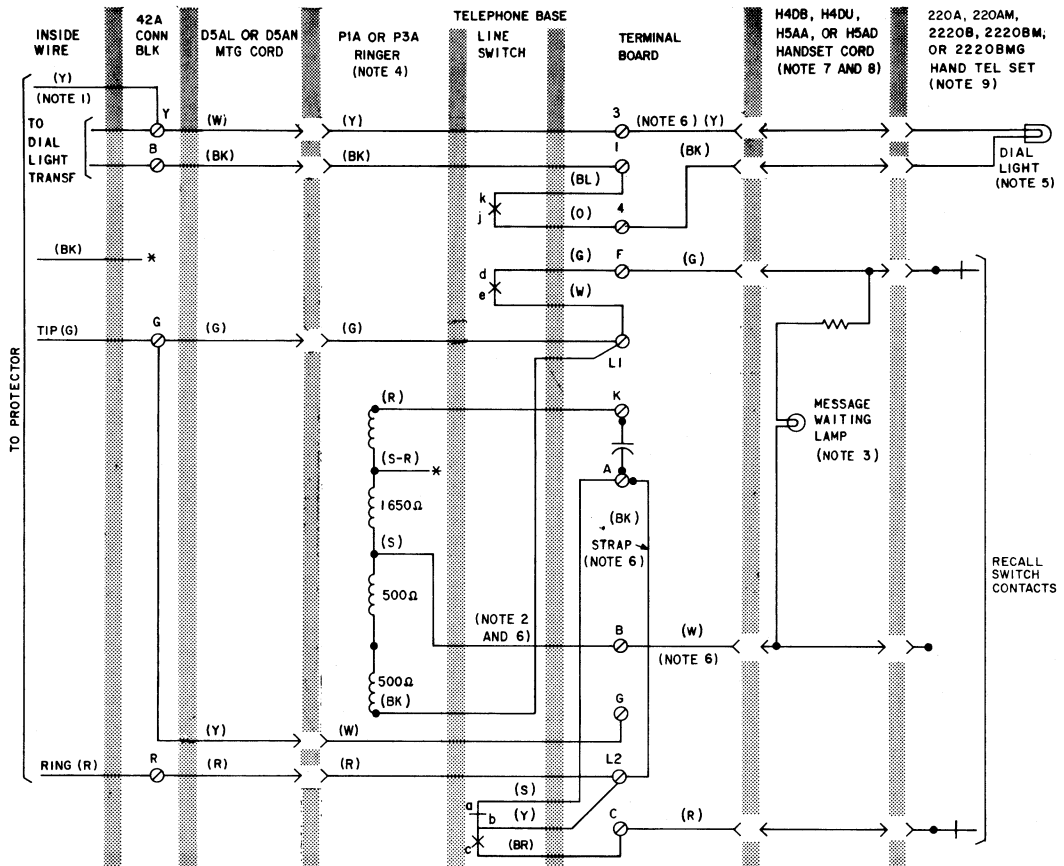 INSIDE
WIRE
42A
CONN
BLK
D5AL OR D5AN
MTG CORD
P1A OR P3A
RINGER
(NOTE 4)
TELEPHONE BASE
LINE
SWITCH
TERMINAL
BOARD
H4DB, H4DU,
H5AA, OR H5AD
HANDSET CORD
(NOTE 7 AND 8)
220A, 220AM,
2220B, 2220BM,
OR 2220BMG
HAND TEL SET
(NOTE 9)
(Y)
(NOTE 1)
Y
TO
DIAL
LIGHT
TRANSF
(W)
(Y)
3
(NOTE 6) (Y)
B
(BK)
(BK)
1
(BK)
DIAL
LIGHT
(NOTE 5)
(BL)
k
j
(O)
4
(BK)
*
(G)
F
(G)
d
e
(W)
TIP (G)
G
(G)
(G)
L1
TO PROTECTOR
(R)
K
MESSAGE
WAITING
LAMP
(NOTE 3)
(S-R)
*
A
1650Ω
(BK)
STRAP
(NOTE 6)
(S)
RECALL
SWITCH
CONTACTS
500Ω
(NOTE 2
AND 6)
B
(W)
(NOTE 6)
500Ω
(BK)
G
(Y)
(W)
RING (R)
R
(R)
(R)
L2
(S)
a
b
(Y)
C
(R)
c
(BR)